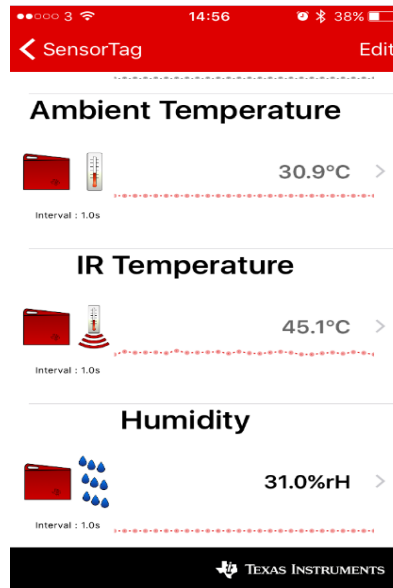 3 14:56 38%
SensorTag Edit
Ambient Temperature
30.9°C
Interval : 1.0s
IR Temperature
45.1°C
Interval : 1.0s
Humidity
31.0%rH
Interval : 1.0s
TEXAS INSTRUMENTS